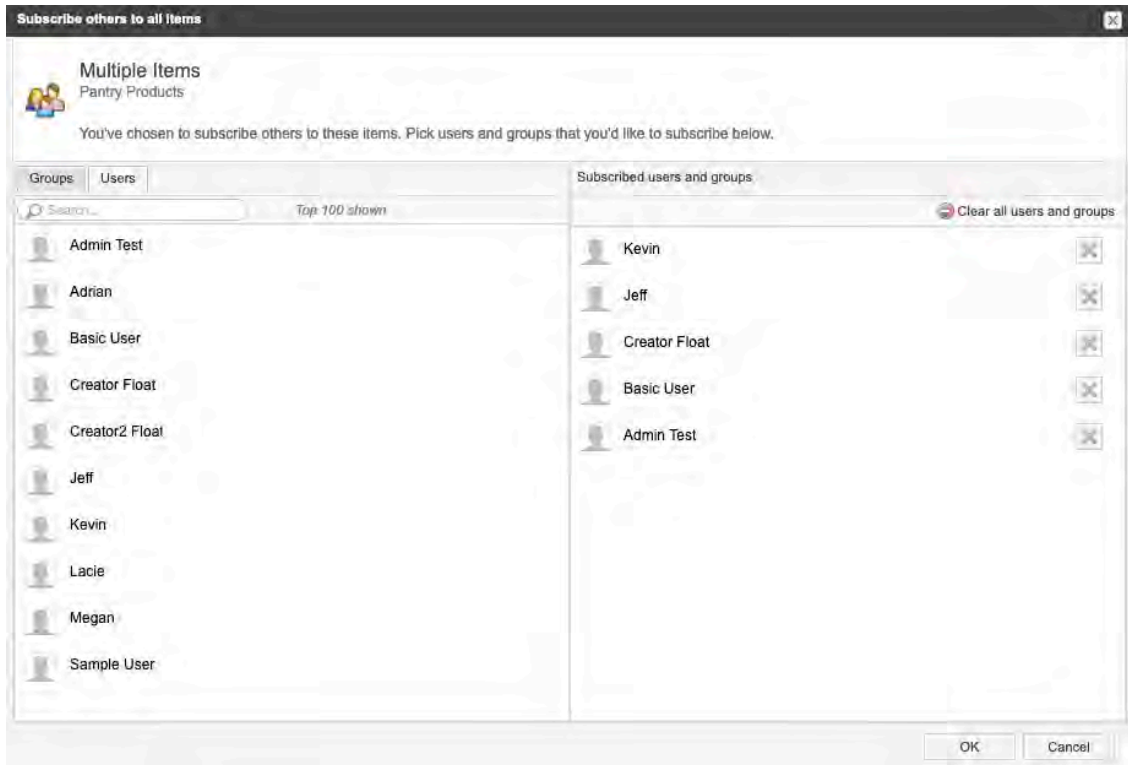 Subscribe others to all items
Multiple Items
Pantry Products
You've chosen to subscribe others to these items. Pick users and groups that you'd like to subscribe below.
Groups Users
Search...
Top 100 shown
Admin Test
Adrian
Basic User
Creator Float
Creator2 Float
Jeff
Kevin
Lacie
Megan
Sample User
Subscribed users and groups
Clear all users and groups
Kevin
Jeff
Creator Float
Basic User
Admin Test
OK Cancel